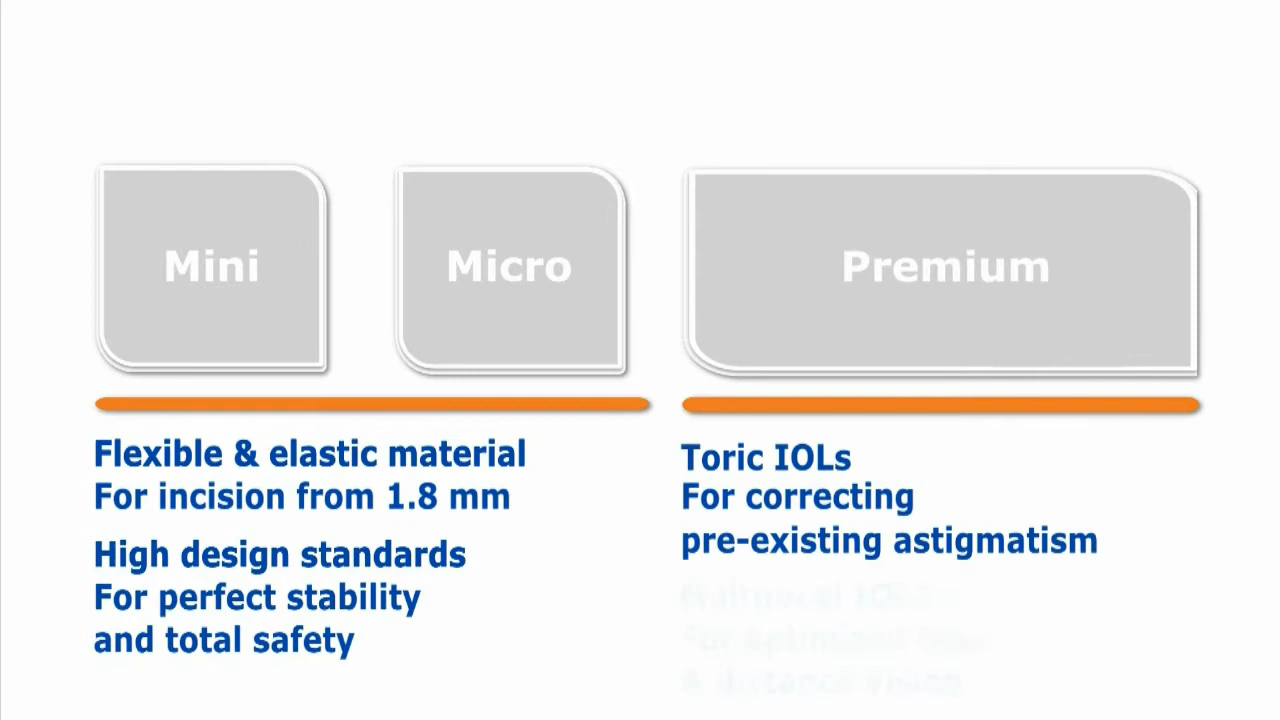 Mini
Micro
Premium
Flexible & elastic material
For incision from 1.8 mm
High design standards
For perfect stability
and total safety
Toric IOLs
For correcting
pre-existing astigmatism